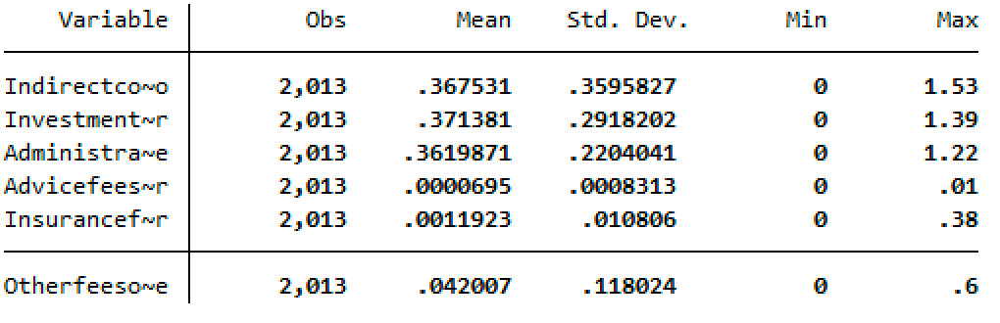 Variable Obs Mean Std. Dev. Min Max
Indirectco~o 2,013 .367531 .3595827 0 1.53
Investment~r 2,013 .371381 .2918202 0 1.39
Administra~e 2,013 .3619871 .2204041 0 1.22
Advicefees~r 2,013 .0000695 .0008313 0 .01
Insurancef~r 2,013 .0011923 .010806 0 .38
Otherfeeso~e 2,013 .042007 .118024 0 .6